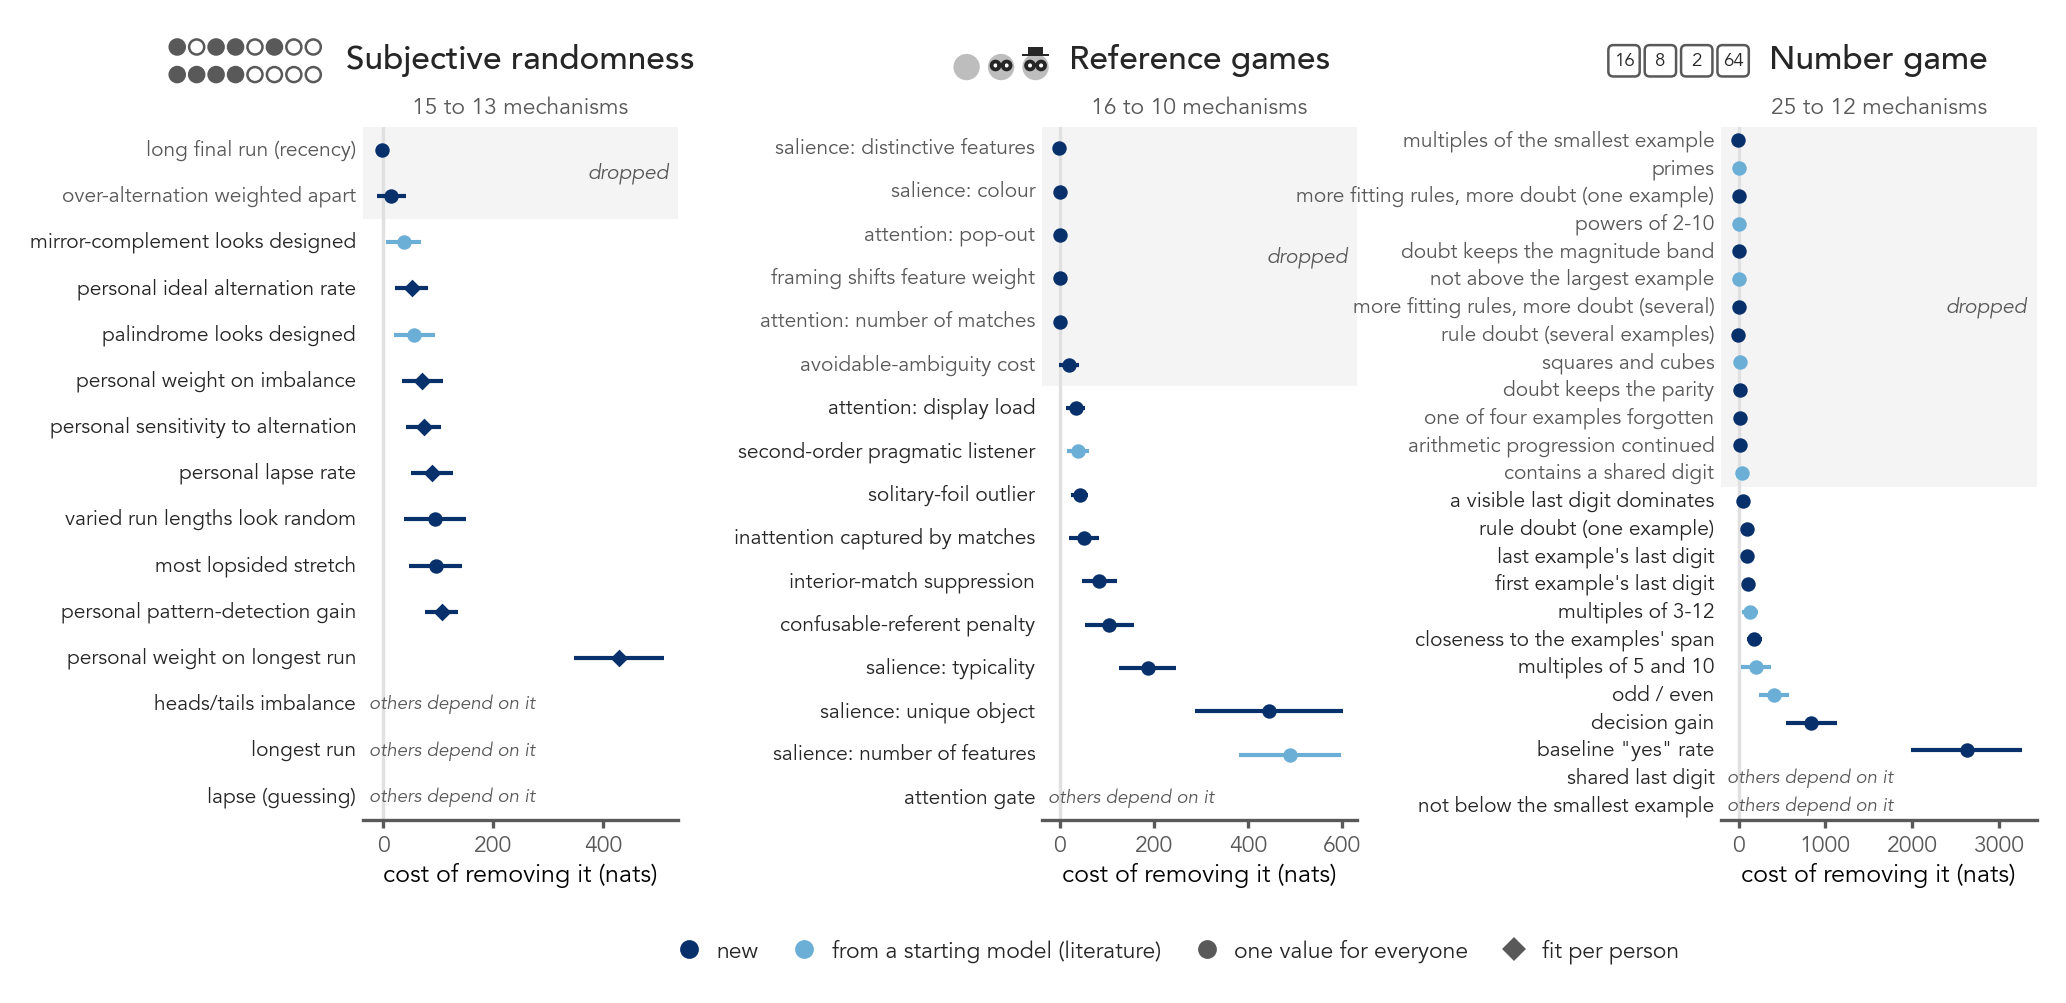 Subjective randomness
15 to 13 mechanisms
long final run (recency)
over-alternation weighted apart
dropped
mirror-complement looks designed
personal ideal alternation rate
palindrome looks designed
personal weight on imbalance
personal sensitivity to alternation
personal lapse rate
varied run lengths look random
most lopsided stretch
personal pattern-detection gain
personal weight on longest run
heads/tails imbalance others depend on it
longest run others depend on it
lapse (guessing) others depend on it
0 200 400
cost of removing it (nats)
Reference games
16 to 10 mechanisms
salience: distinctive features
salience: colour
attention: pop-out
framing shifts feature weight
attention: number of matches
avoidable-ambiguity cost
dropped
attention: display load
second-order pragmatic listener
solitary-foil outlier
inattention captured by matches
interior-match suppression
confusable-referent penalty
salience: typicality
salience: unique object
salience: number of features
attention gate others depend on it
0 200 400 600
cost of removing it (nats)
16 8 2 64 Number game
25 to 12 mechanisms
multiples of the smallest example
primes
more fitting rules, more doubt (one example)
powers of 2-10
doubt keeps the magnitude band
not above the largest example
more fitting rules, more doubt (several)
rule doubt (several examples)
squares and cubes
doubt keeps the parity
one of four examples forgotten
arithmetic progression continued
contains a shared digit
dropped
a visible last digit dominates
rule doubt (one example)
last example's last digit
first example's last digit
multiples of 3-12
closeness to the examples' span
multiples of 5 and 10
odd / even
decision gain
baseline "yes" rate
shared last digit others depend on it
not below the smallest example others depend on it
0 1000 2000 3000
cost of removing it (nats)
new from a starting model (literature) one value for everyone fit per person